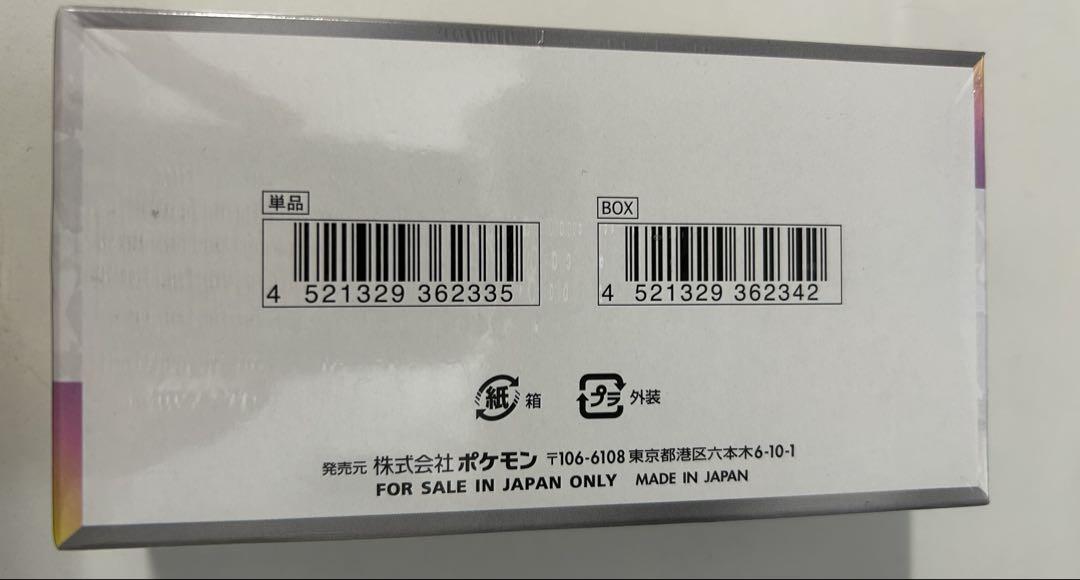 単品
BOX
4 521329 362335
4 521329 362342
紙 箱
プラ 外装
発売元 株式会社 ポケモン 〒106-6108 東京都港区六本木6-10-1
FOR SALE IN JAPAN ONLY MADE IN JAPAN